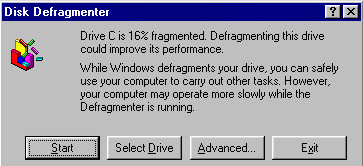 Disk Defragmenter
Drive C is 16% fragmented. Defragmenting this drive
could improve its performance.
While Windows defragments your drive, you can safely
use your computer to carry out other tasks. However,
your computer may operate more slowly while the
Defragmenter is running.
Start Select Drive Advanced... Exit